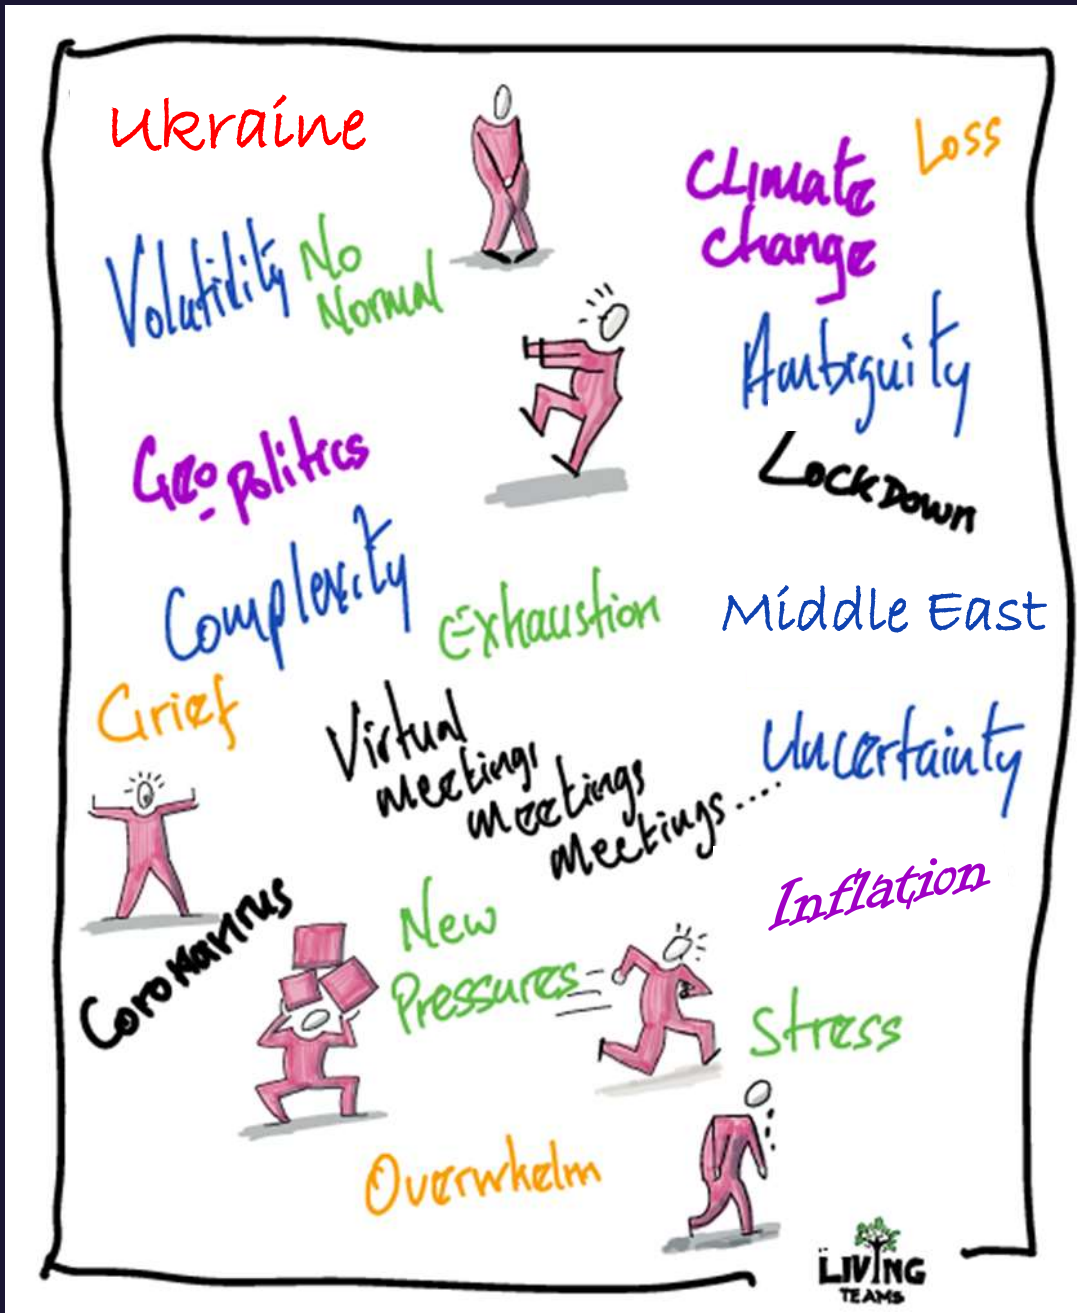 Ukraine
Loss
Climate
change
Volatility
No
Normal
Ambiguity
Geo-politics
LockDown
Complexity
Exhaustion
Middle East
Grief
Virtual
meetings
meetings
meetings....
Uncertainty
Inflation
Coronavirus
New
Pressures
Stress
Overwhelm
LIVING
TEAMS